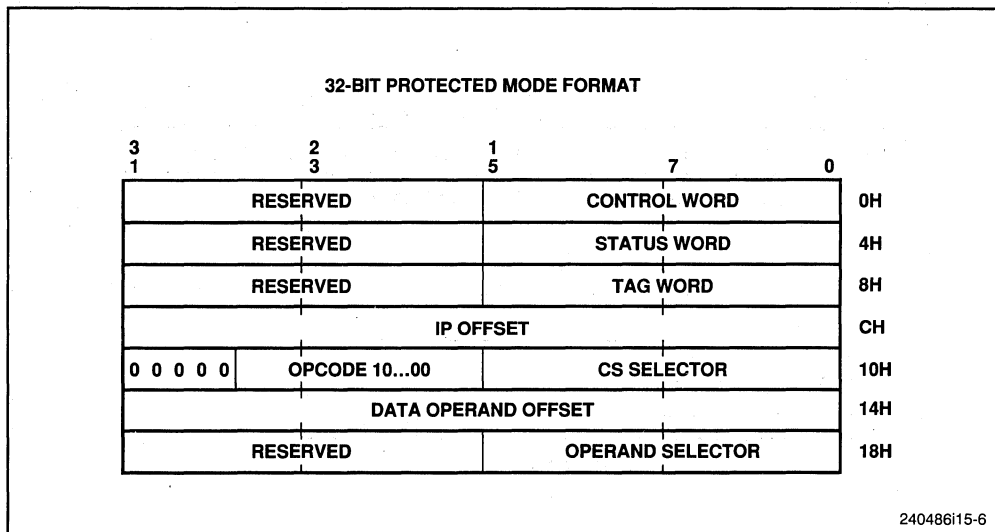 32-BIT PROTECTED MODE FORMAT
3 2 1
1 3 5 7 0
RESERVED CONTROL WORD 0H
RESERVED STATUS WORD 4H
RESERVED TAG WORD 8H
IP OFFSET CH
0 0 0 0 0 OPCODE 10...00 CS SELECTOR 10H
DATA OPERAND OFFSET 14H
RESERVED OPERAND SELECTOR 18H
240486i15-6